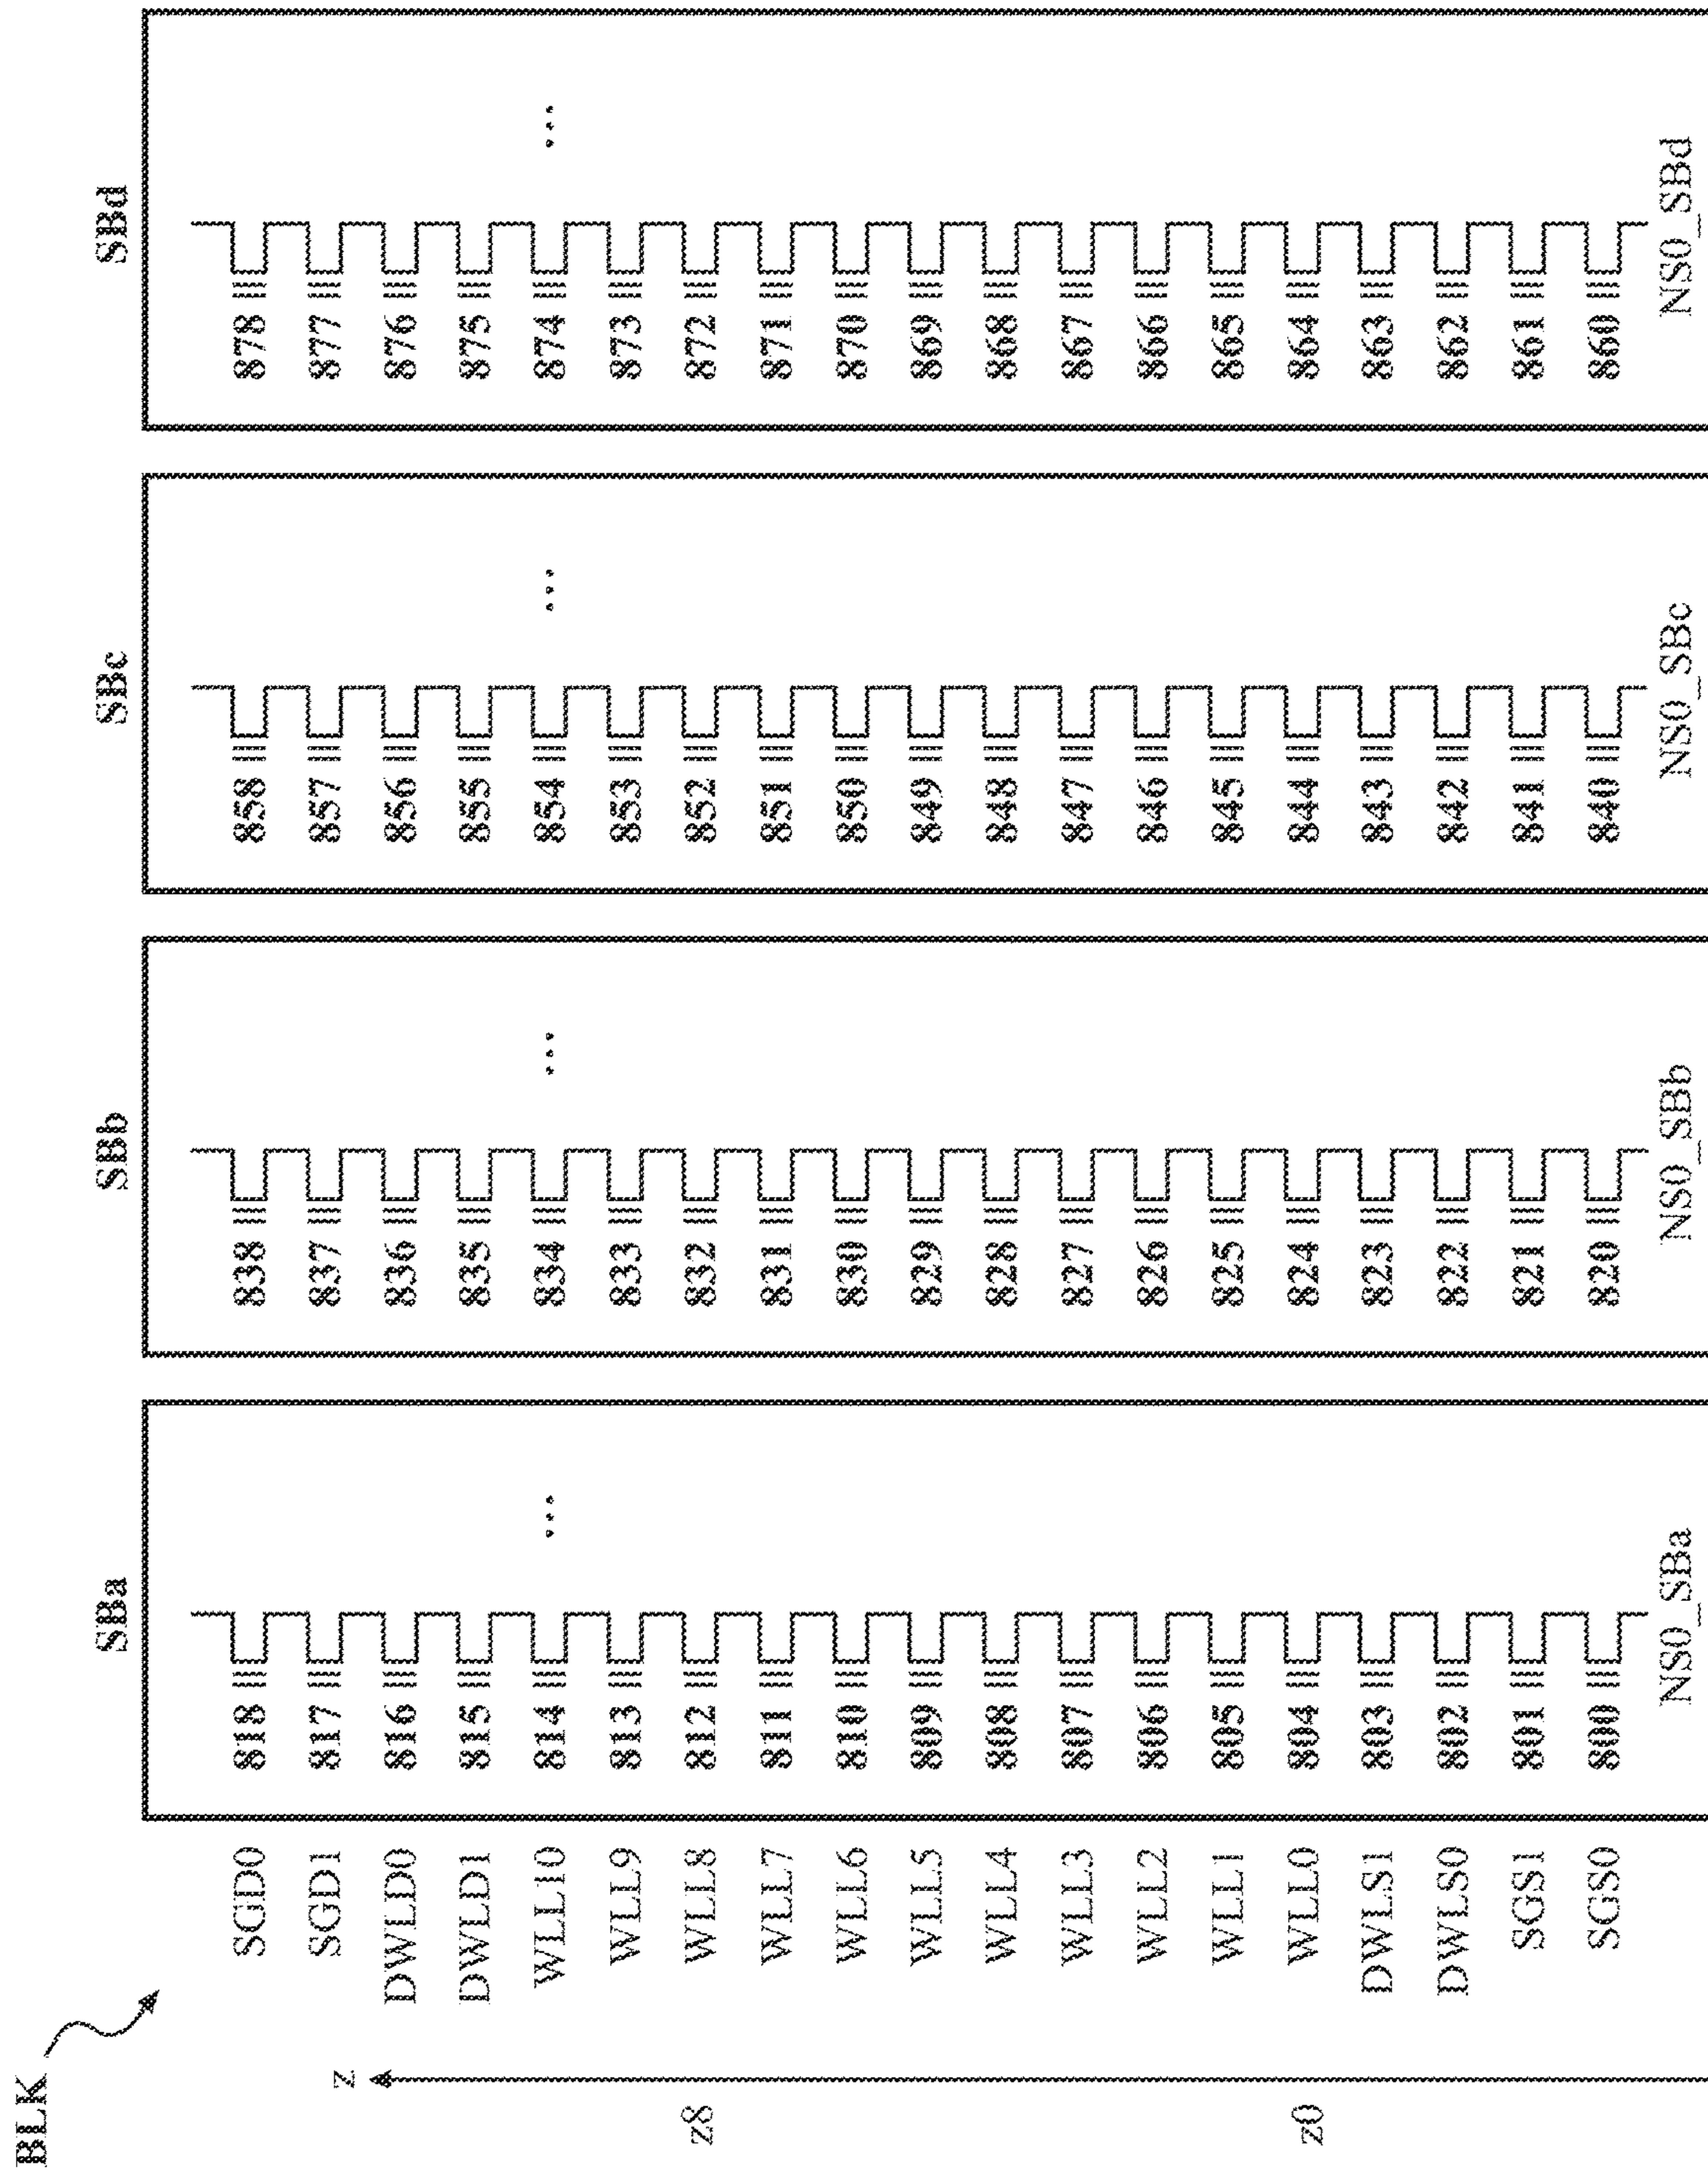 BLK
SBa SBb SBc SBd
SGD0 818 838 858 878
SGD1 817 837 857 877
z
DWLD0 816 836 856 876
DWLD1 815 835 855 875
WLL10 814 ... 834 ... 854 ... 874 ...
WLL9 813 833 853 873
z8 WLL8 812 832 852 872
WLL7 811 831 851 871
WLL6 810 830 850 870
WLL5 809 829 849 869
WLL4 808 828 848 868
WLL3 807 827 847 867
WLL2 806 826 846 866
WLL1 805 825 845 865
z0 WLL0 804 824 844 864
DWLS1 803 823 843 863
DWLS0 802 822 842 862
SGS1 801 821 841 861
SGS0 800 820 840 860
NS0_SBa NS0_SBb NS0_SBc NS0_SBd